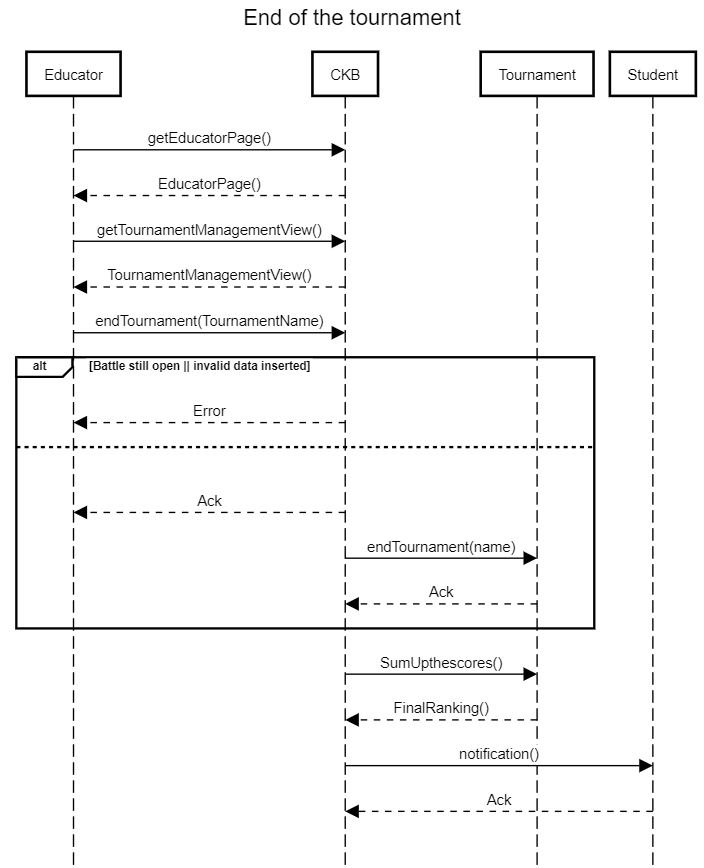 End of the tournament
Educator
CKB
Tournament
Student
getEducatorPage()
EducatorPage()
getTournamentManagementView()
TournamentManagementView()
endTournament(TournamentName)
alt
[Battle still open || invalid data inserted]
Error
Ack
endTournament(name)
Ack
SumUpthescores()
FinalRanking()
notification()
Ack